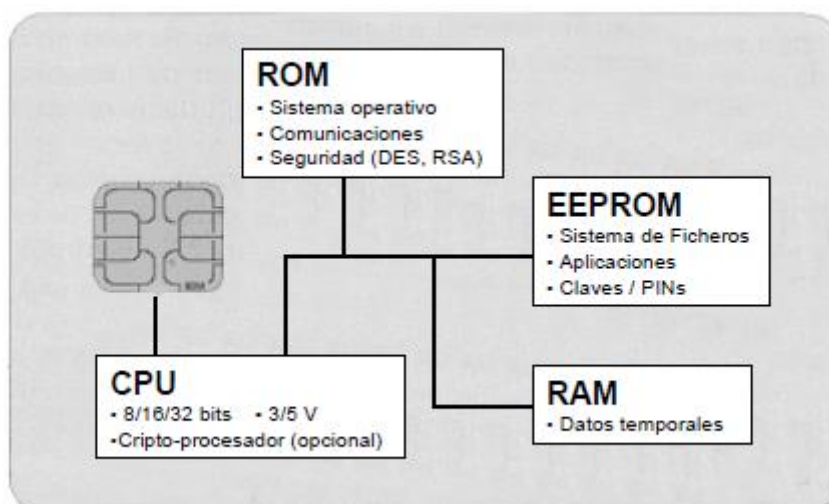 ROM
▪ Sistema operativo
▪ Comunicaciones
▪ Seguridad (DES, RSA)
EEPROM
▪ Sistema de Ficheros
▪ Aplicaciones
▪ Claves / PINs
CPU
▪ 8/16/32 bits ▪ 3/5 V
▪Cripto-procesador (opcional)
RAM
▪ Datos temporales